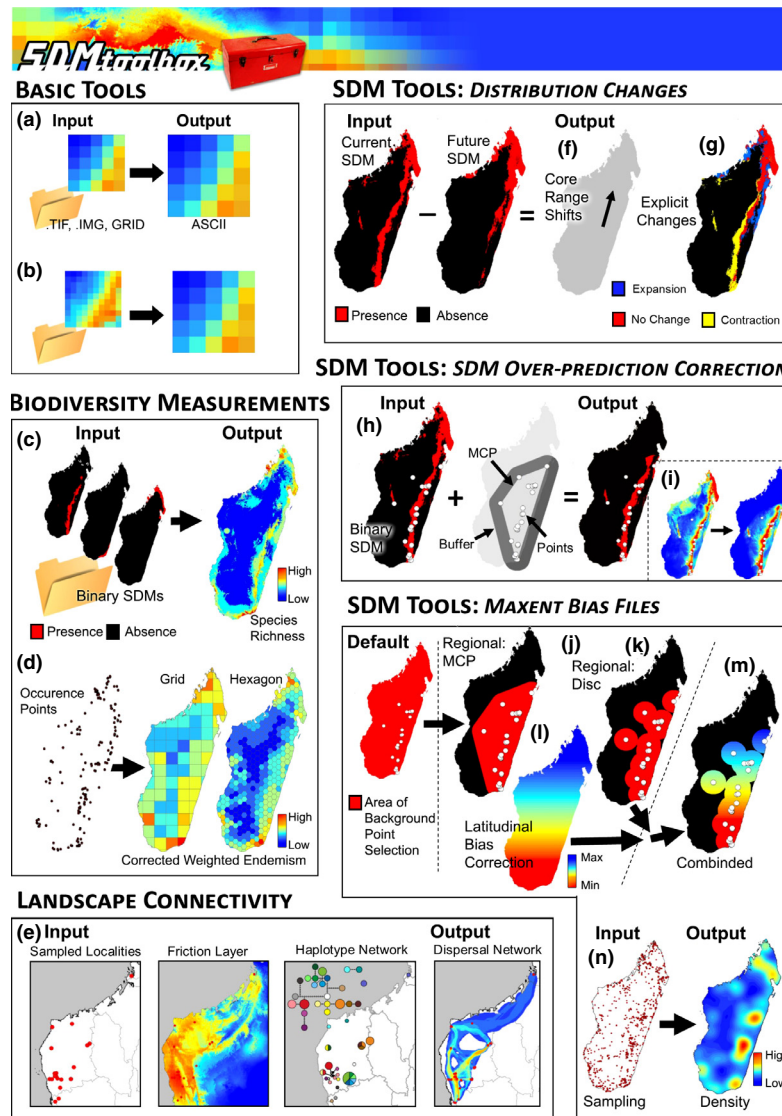 SDMtoolbox
BASIC TOOLS
(a)
Input
Output
.TIF, .IMG, GRID
ASCII
(b)
SDM TOOLS: DISTRIBUTION CHANGES
Input
Output
Current
SDM
Future
SDM
(f)
(g)
Core
Range
Shifts
Explicit
Changes
–
=
Expansion
Presence
Absence
No Change
Contraction
SDM TOOLS: SDM OVER-PREDICTION CORRECTION
Input
Output
(h)
MCP
(i)
+
=
Binary
SDM
Buffer
Points
BIODIVERSITY MEASUREMENTS
(c)
Input
Output
Binary SDMs
High
Low
Presence
Absence
Species
Richness
(d)
Occurence
Points
Grid
Hexagon
High
Low
Corrected Weighted Endemism
SDM TOOLS: MAXENT BIAS FILES
Default
Regional:
MCP
(j)
(k)
Regional:
Disc
(m)
(l)
Area of
Background
Point
Selection
Latitudinal
Bias
Correction
Max
Min
Combinded
LANDSCAPE CONNECTIVITY
(e)
Input
Output
Sampled Localities
Friction Layer
Haplotype Network
Dispersal Network
Input
Output
(n)
High
Low
Sampling
Density